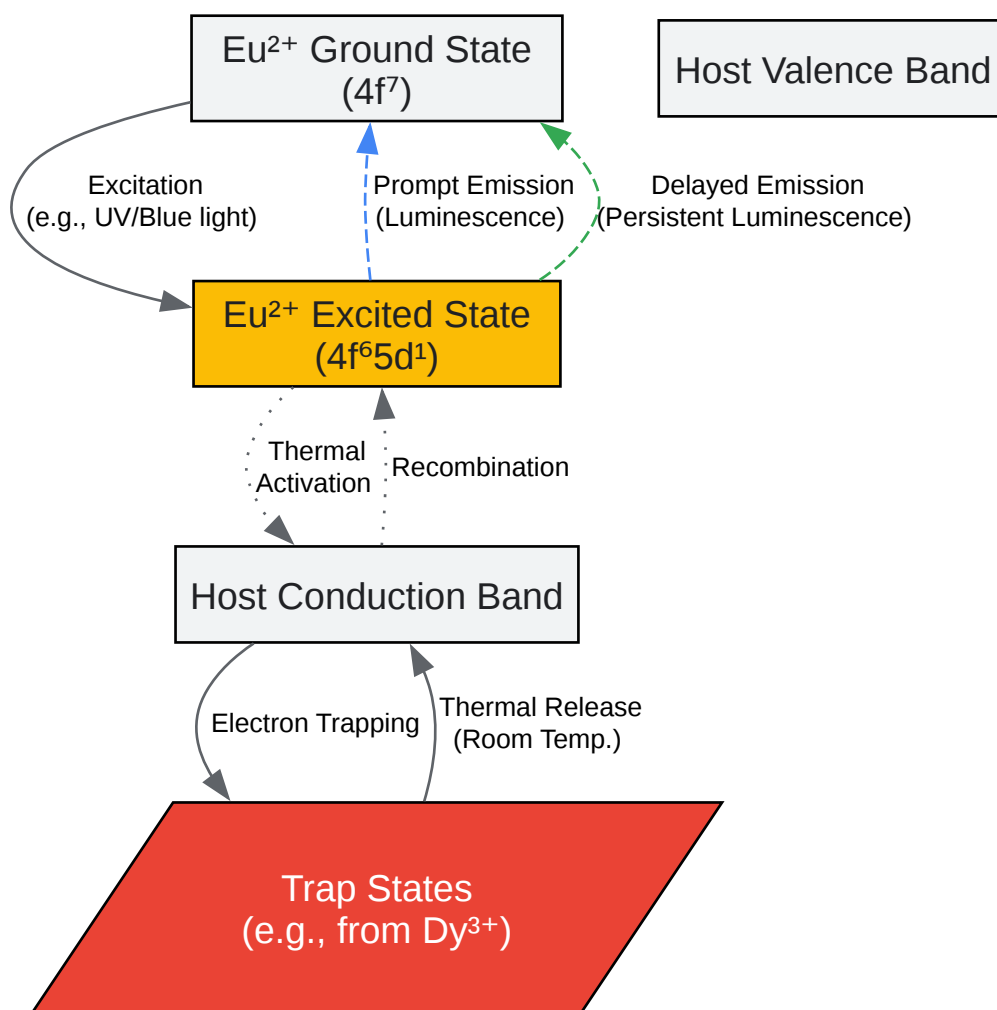 Eu²⁺ Ground State
(4f⁷)
Host Valence Band
Excitation
(e.g., UV/Blue light)
Prompt Emission
(Luminescence)
Delayed Emission
(Persistent Luminescence)
Eu²⁺ Excited State
(4f⁶5d¹)
Thermal
Activation
Recombination
Host Conduction Band
Electron Trapping
Thermal Release
(Room Temp.)
Trap States
(e.g., from Dy³⁺)